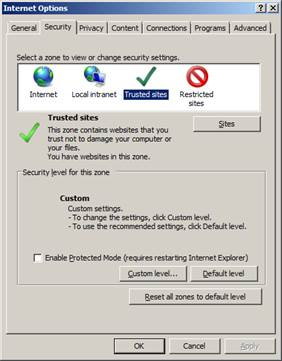 Internet Options
General Security Privacy Content Connections Programs Advanced
Select a zone to view or change security settings.
Internet Local intranet Trusted sites Restricted sites
Trusted sites
Sites
This zone contains websites that you
trust not to damage your computer or
your files.
You have websites in this zone.
Security level for this zone
Custom
Custom settings.
- To change the settings, click Custom level.
- To use the recommended settings, click Default level.
Enable Protected Mode (requires restarting Internet Explorer)
Custom level... Default level
Reset all zones to default level
OK Cancel Apply